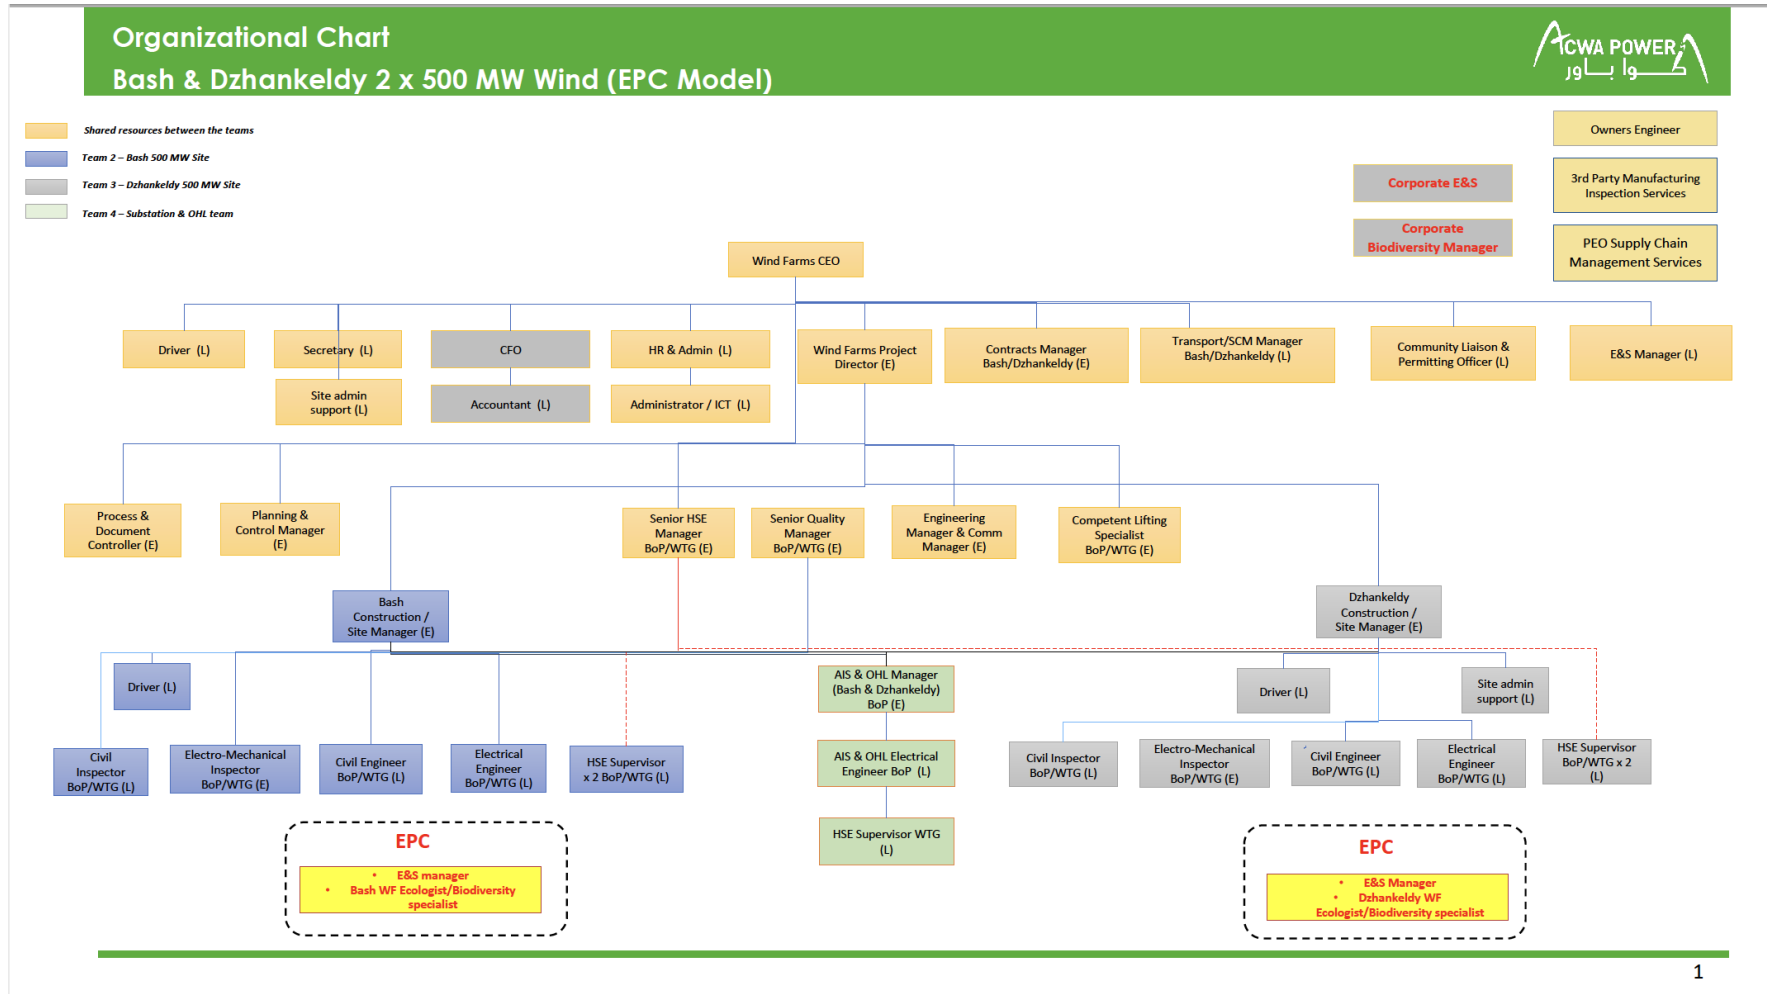 Organizational Chart
Bash & Dzhankeldy 2 x 500 MW Wind (EPC Model)
ACWA POWER
أكوا باور
Shared resources between the teams
Team 2 – Bash 500 MW Site
Team 3 – Dzhankeldy 500 MW Site
Team 4 – Substation & OHL team
Owners Engineer
Corporate E&S
3rd Party Manufacturing
Inspection Services
Corporate
Biodiversity Manager
PEO Supply Chain
Management Services
Wind Farms CEO
Driver (L)
Secretary (L)
CFO
HR & Admin (L)
Wind Farms Project
Director (E)
Contracts Manager
Bash/Dzhankeldy (E)
Transport/SCM Manager
Bash/Dzhankeldy (L)
Community Liaison &
Permitting Officer (L)
E&S Manager (L)
Site admin
support (L)
Accountant (L)
Administrator / ICT (L)
Process &
Document
Controller (E)
Planning &
Control Manager
(E)
Senior HSE
Manager
BoP/WTG (E)
Senior Quality
Manager
BoP/WTG (E)
Engineering
Manager & Comm
Manager (E)
Competent Lifting
Specialist
BoP/WTG (E)
Bash
Construction /
Site Manager (E)
Dzhankeldy
Construction /
Site Manager (E)
Driver (L)
AIS & OHL Manager
(Bash & Dzhankeldy)
BoP (E)
Driver (L)
Site admin
support (L)
Civil
Inspector
BoP/WTG (L)
Electro-Mechanical
Inspector
BoP/WTG (E)
Civil Engineer
BoP/WTG (L)
Electrical
Engineer
BoP/WTG (L)
HSE Supervisor
x 2 BoP/WTG (L)
AIS & OHL Electrical
Engineer BoP (L)
Civil Inspector
BoP/WTG (L)
Electro-Mechanical
Inspector
BoP/WTG (E)
Civil Engineer
BoP/WTG (L)
Electrical
Engineer
BoP/WTG (L)
HSE Supervisor
BoP/WTG x 2
(L)
HSE Supervisor WTG
(L)
EPC
• E&S manager
• Bash WF Ecologist/Biodiversity
specialist
EPC
• E&S Manager
• Dzhankeldy WF
Ecologist/Biodiversity specialist
1